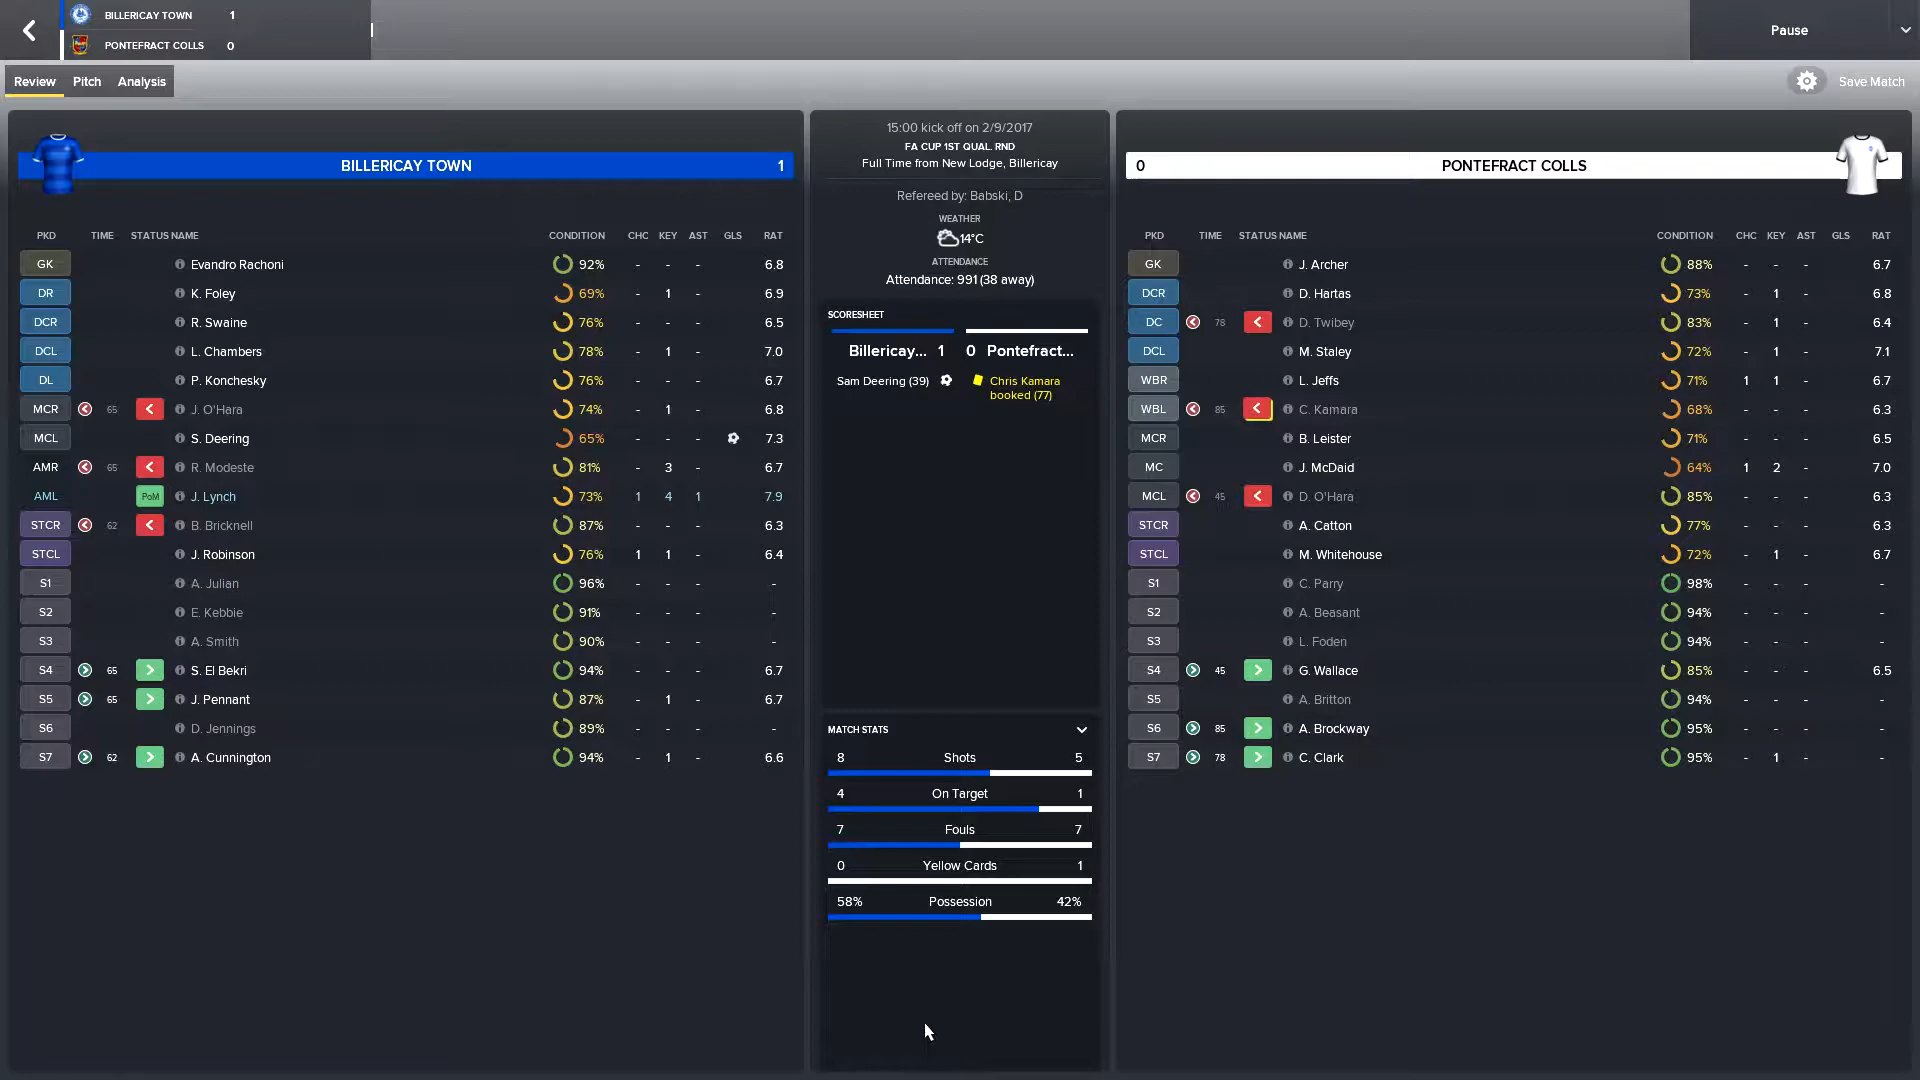 BILLERICAY TOWN 1
PONTEFRACT COLLS 0
Pause
Review Pitch Analysis
Save Match
BILLERICAY TOWN 1
PKD TIME STATUS NAME CONDITION CHC KEY AST GLS RAT
GK Evandro Rachoni 92% - - - 6.8
DR K. Foley 69% - 1 - 6.9
DCR R. Swaine 76% - - - 6.5
DCL L. Chambers 78% - 1 - 7.0
DL P. Konchesky 76% - - - 6.7
MCR 65 J. O'Hara 74% - 1 - 6.8
MCL S. Deering 65% - - - 7.3
AMR 65 R. Modeste 81% - 3 - 6.7
AML PoM J. Lynch 73% 1 4 1 7.9
STCR 62 B. Bricknell 87% - - - 6.3
STCL J. Robinson 76% 1 1 - 6.4
S1 A. Julian 96% - - - -
S2 E. Kebbie 91% - - - -
S3 A. Smith 90% - - - -
S4 65 S. El Bekri 94% - - - 6.7
S5 65 J. Pennant 87% - 1 - 6.7
S6 D. Jennings 89% - - - -
S7 62 A. Cunnington 94% - 1 - 6.6
15:00 kick off on 2/9/2017
FA CUP 1ST QUAL. RND
Full Time from New Lodge, Billericay
Refereed by: Babski, D
WEATHER
14°C
ATTENDANCE
Attendance: 991 (38 away)
SCORESHEET
Billericay... 1 0 Pontefract...
Sam Deering (39)
Chris Kamara
booked (77)
MATCH STATS
8 Shots 5
4 On Target 1
7 Fouls 7
0 Yellow Cards 1
58% Possession 42%
0 PONTEFRACT COLLS
PKD TIME STATUS NAME CONDITION CHC KEY AST GLS RAT
GK J. Archer 88% - - - 6.7
DCR D. Hartas 73% - 1 - 6.8
DC 78 D. Twibey 83% - 1 - 6.4
DCL M. Staley 72% - 1 - 7.1
WBR L. Jeffs 71% 1 1 - 6.7
WBL 85 C. Kamara 68% - - - 6.3
MCR B. Leister 71% - - - 6.5
MC J. McDaid 64% 1 2 - 7.0
MCL 45 D. O'Hara 85% - - - 6.3
STCR A. Catton 77% - - - 6.3
STCL M. Whitehouse 72% - 1 - 6.7
S1 C. Parry 98% - - - -
S2 A. Beasant 94% - - - -
S3 L. Foden 94% - - - -
S4 45 G. Wallace 85% - - - 6.5
S5 A. Britton 94% - - - -
S6 85 A. Brockway 95% - - - -
S7 78 C. Clark 95% - 1 - -